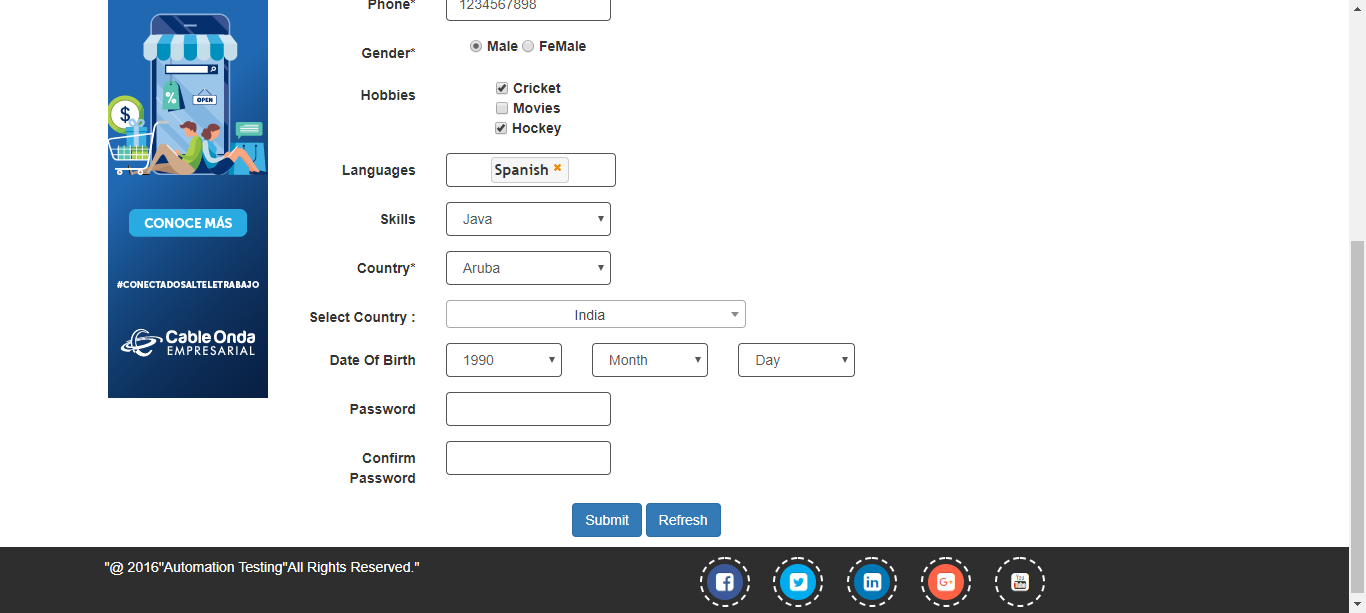 Phone*
1234567898
Gender*
Male
FeMale
Hobbies
Cricket
Movies
Hockey
Languages
Spanish
Skills
Java
Country*
Aruba
Select Country :
India
Date Of Birth
1990
Month
Day
Password
Confirm
Password
Submit
Refresh
%
OPEN
$
CONOCE MÁS
#CONECTADOSALTELETRABAJO
Cable Onda
EMPRESARIAL
"@ 2016"Automation Testing"All Rights Reserved."
f
in
G+
You
Tube